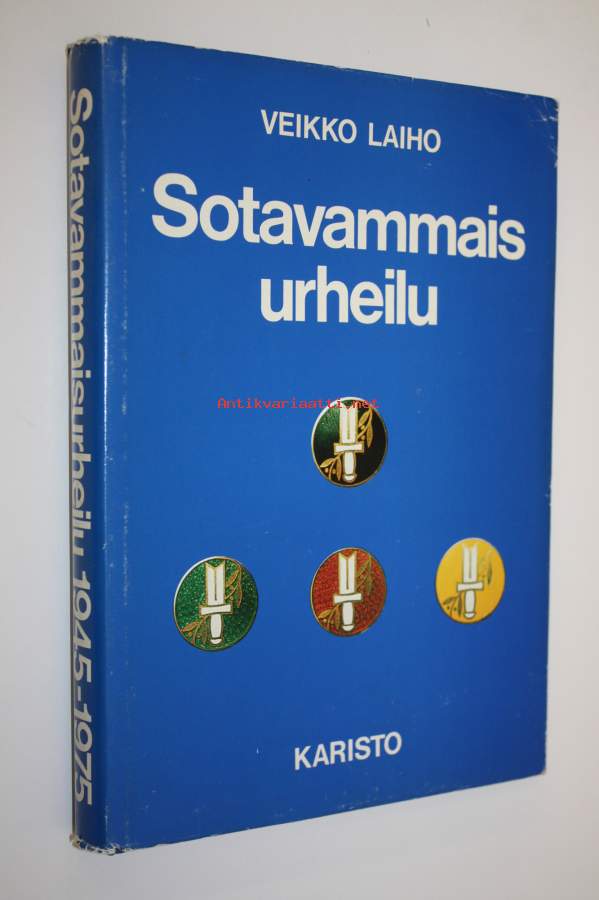 VEIKKO LAIHO
Sotavammais
urheilu
Antikvariaatti.net
KARISTO
Sotavammaisurheilu 1945-1975